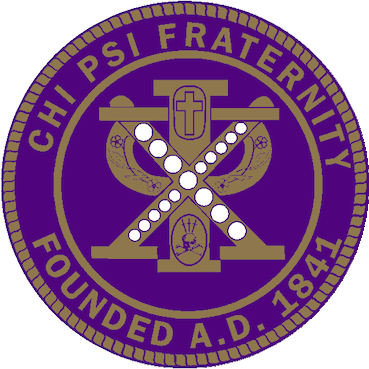 CHI PSI FRATERNITY
FOUNDED A.D. 1841